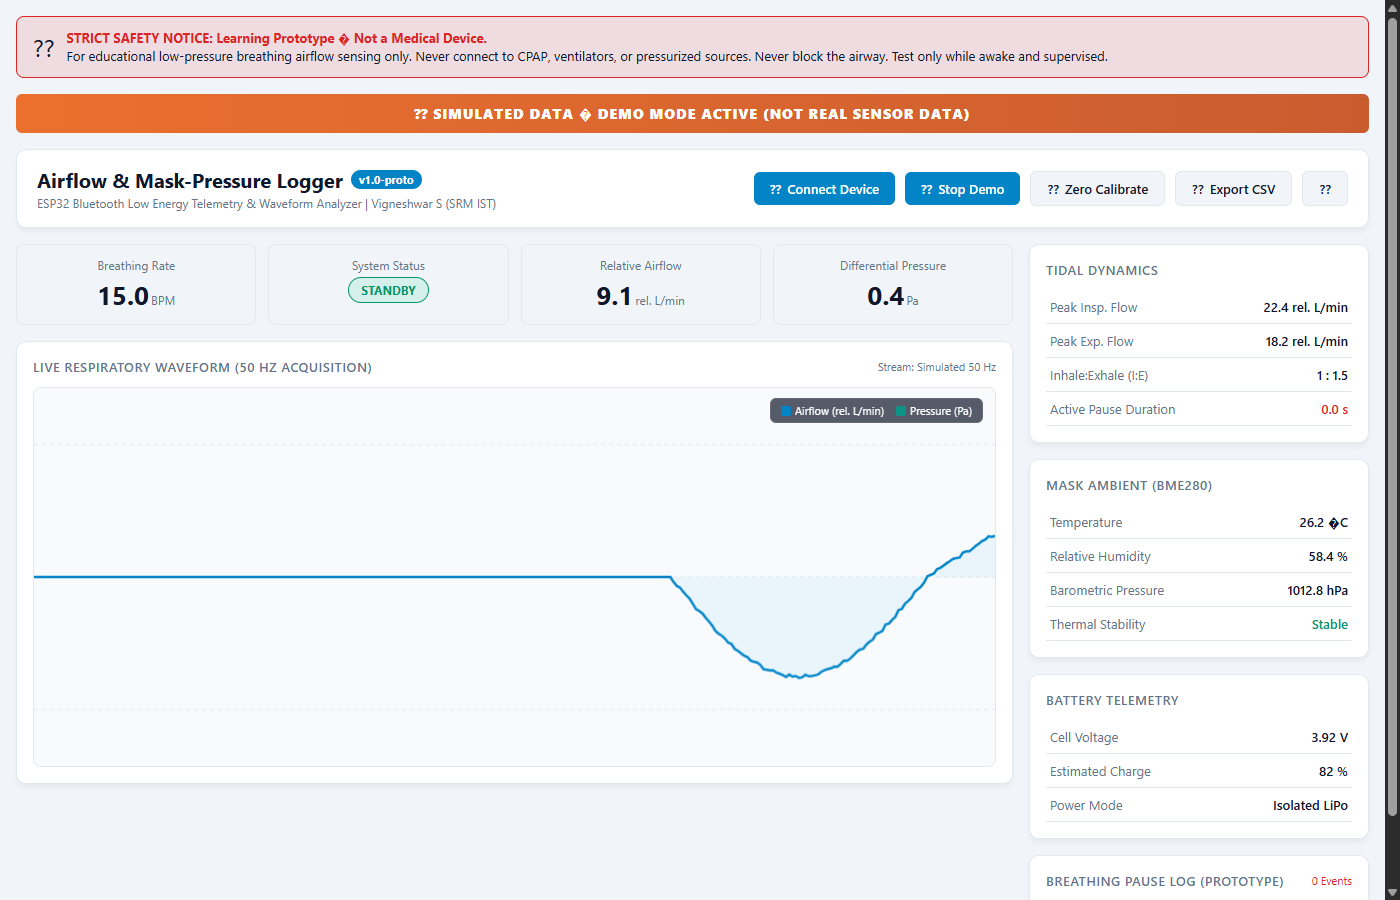 ?? STRICT SAFETY NOTICE: Learning Prototype � Not a Medical Device.
For educational low-pressure breathing airflow sensing only. Never connect to CPAP, ventilators, or pressurized sources. Never block the airway. Test only while awake and supervised.
?? SIMULATED DATA � DEMO MODE ACTIVE (NOT REAL SENSOR DATA)
Airflow & Mask-Pressure Logger v1.0-proto
ESP32 Bluetooth Low Energy Telemetry & Waveform Analyzer | Vigneshwar S (SRM IST)
?? Connect Device
?? Stop Demo
?? Zero Calibrate
?? Export CSV
??
Breathing Rate
15.0 BPM
System Status
STANDBY
Relative Airflow
9.1 rel. L/min
Differential Pressure
0.4 Pa
LIVE RESPIRATORY WAVEFORM (50 HZ ACQUISITION)
Stream: Simulated 50 Hz
Airflow (rel. L/min) Pressure (Pa)
TIDAL DYNAMICS
Peak Insp. Flow 22.4 rel. L/min
Peak Exp. Flow 18.2 rel. L/min
Inhale:Exhale (I:E) 1 : 1.5
Active Pause Duration 0.0 s
MASK AMBIENT (BME280)
Temperature 26.2 �C
Relative Humidity 58.4 %
Barometric Pressure 1012.8 hPa
Thermal Stability Stable
BATTERY TELEMETRY
Cell Voltage 3.92 V
Estimated Charge 82 %
Power Mode Isolated LiPo
BREATHING PAUSE LOG (PROTOTYPE) 0 Events